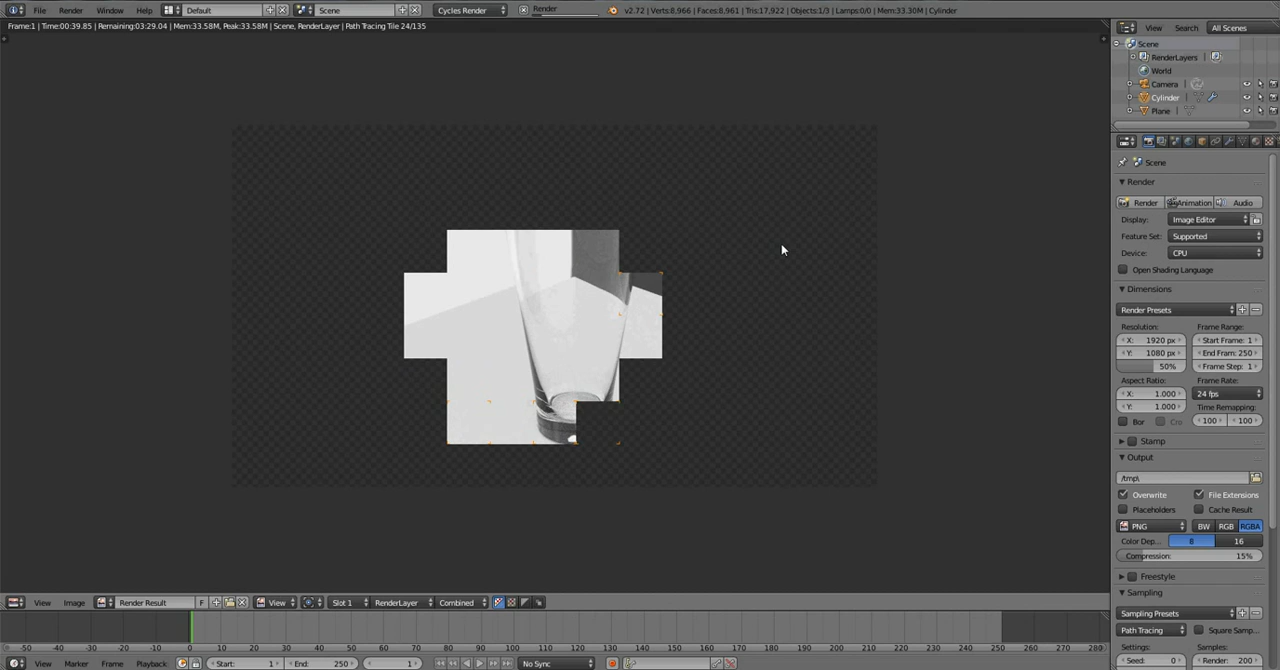 File Render Window Help Default Scene Cycles Render Render v2.72 | Verts:8,966 | Faces:8,961 | Tris:17,922 | Objects:1/3 | Lamps:0/0 | Mem:33.30M | Cylinder
Frame:1 | Time:00:39.85 | Remaining:03:29.04 | Mem:33.58M, Peak:33.58M | Scene, RenderLayer | Path Tracing Tile 24/135
View Search All Scenes
Scene
RenderLayers
World
Camera
Cylinder
Plane
Scene
Render
Render Animation Audio
Display: Image Editor
Feature Set: Supported
Device: CPU
Open Shading Language
Dimensions
Render Presets
Resolution: Frame Range:
X: 1920 px Start Frame: 1
Y: 1080 px End Fram: 250
50% Frame Step: 1
Aspect Ratio: Frame Rate:
X: 1.000 24 fps
Y: 1.000 Time Remapping:
Bor Cro 100 100
Stamp
Output
/tmp\
Overwrite File Extensions
Placeholders Cache Result
PNG BW RGB RGBA
Color Dep... 8 16
Compression: 15%
Freestyle
Sampling
Sampling Presets
Path Tracing Square Samp...
Settings: Samples:
Seed: 0 Render: 200
View Image Render Result F View Slot 1 RenderLayer Combined
-50 -40 -30 -20 -10 0 10 20 30 40 50 60 70 80 90 100 110 120 130 140 150 160 170 180 190 200 210 220 230 240 250 260 270 280
View Marker Frame Playback Start: 1 End: 250 1 No Sync